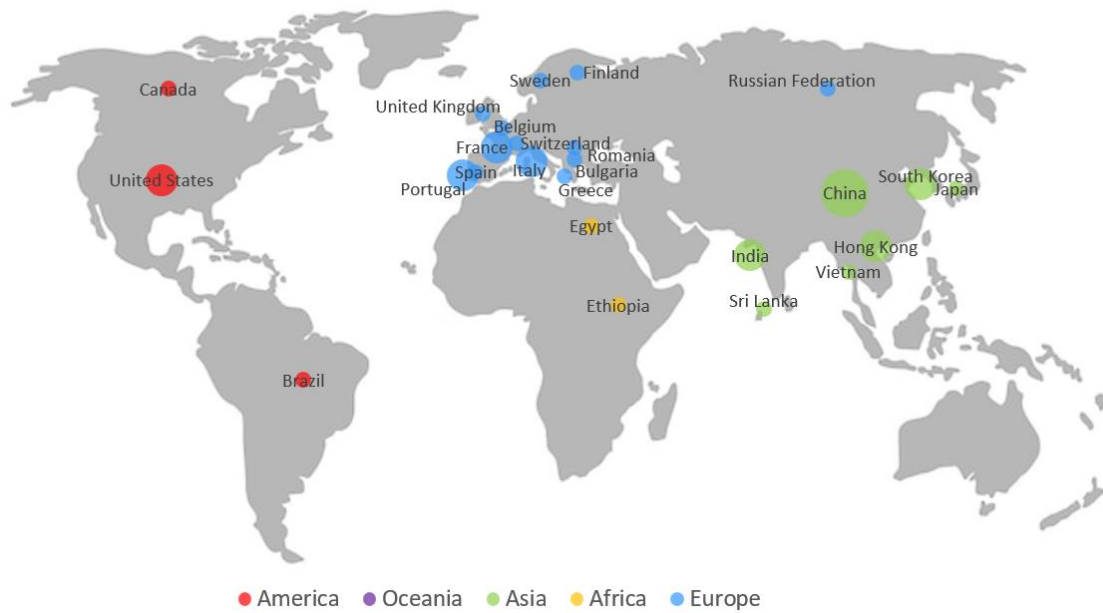 Finland
Sweden
Russian Federation
Canada
United Kingdom
Belgium
Switzerland
France
Romania
Bulgaria
Italy
Spain
Portugal
Greece
United States
South Korea
Japan
China
Egypt
Hong Kong
India
Vietnam
Sri Lanka
Ethiopia
Brazil
America Oceania Asia Africa Europe